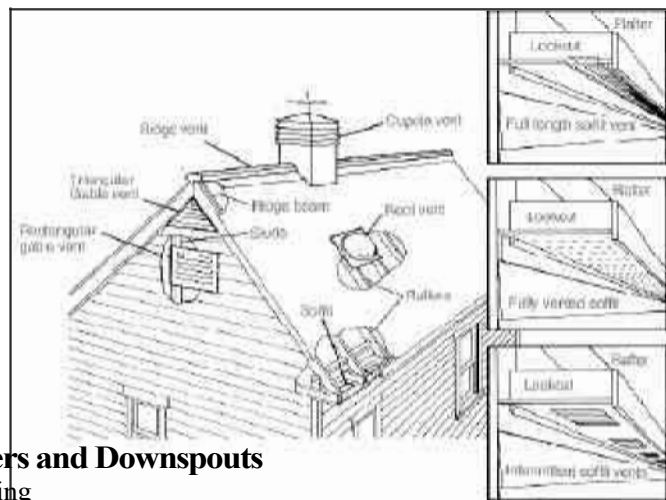 Rafter
Lookout
Full length soffit vent
Ridge vent
Cupola vent
Triangular
Gable vent
Ridge beam
Studs
Roof vent
Rectangular
gable vent
Soffit
Rafters
Rafter
Lookout
Fully vented soffit
Rafter
Lookout
Intermittent soffit vents
ers and Downspouts
ing